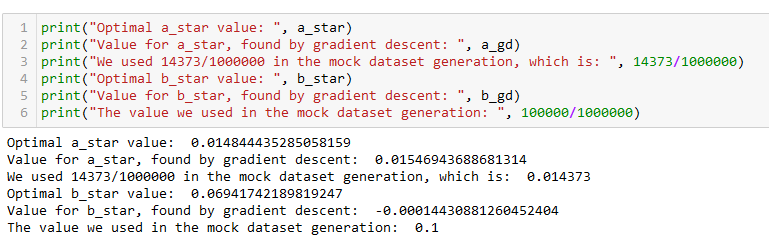 1 print("Optimal a_star value: ", a_star)
2 print("Value for a_star, found by gradient descent: ", a_gd)
3 print("We used 14373/1000000 in the mock dataset generation, which is: ", 14373/1000000)
4 print("Optimal b_star value: ", b_star)
5 print("Value for b_star, found by gradient descent: ", b_gd)
6 print("The value we used in the mock dataset generation: ", 100000/1000000)
Optimal a_star value:  0.014844435285058159
Value for a_star, found by gradient descent:  0.01546943688681314
We used 14373/1000000 in the mock dataset generation, which is:  0.014373
Optimal b_star value:  0.06941742189819247
Value for b_star, found by gradient descent:  -0.00014430881260452404
The value we used in the mock dataset generation:  0.1